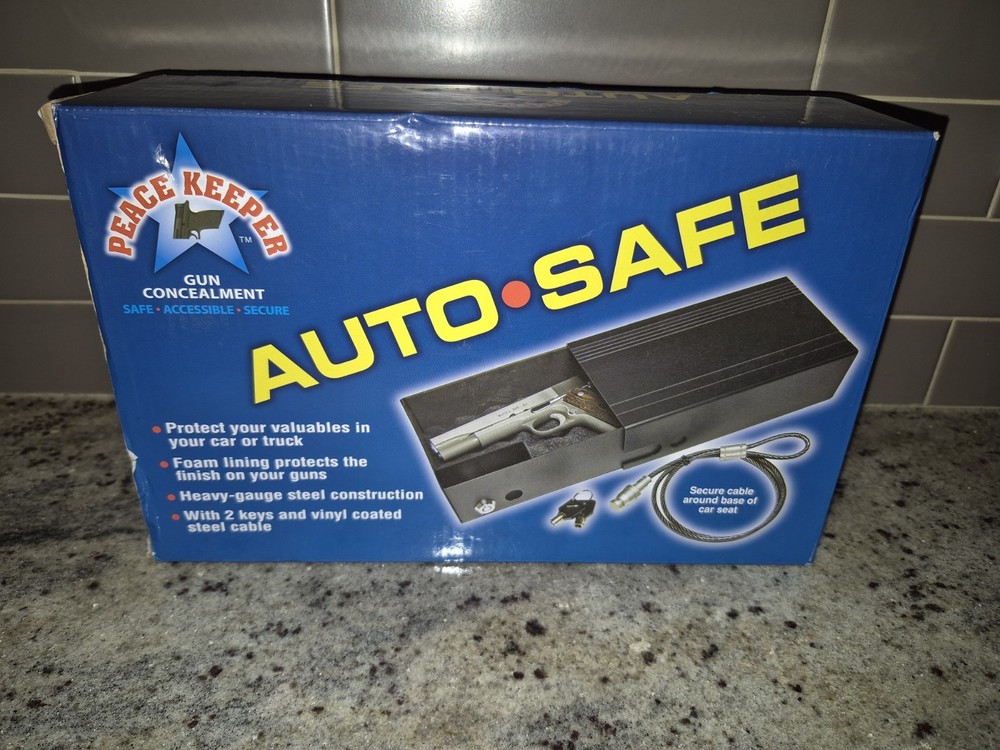 PEACE KEEPER
TM
GUN
CONCEALMENT
SAFE • ACCESSIBLE • SECURE
AUTO•SAFE
• Protect your valuables in
your car or truck
• Foam lining protects the
finish on your guns
• Heavy-gauge steel construction
• With 2 keys and vinyl coated
steel cable
Secure cable
around base of
car seat